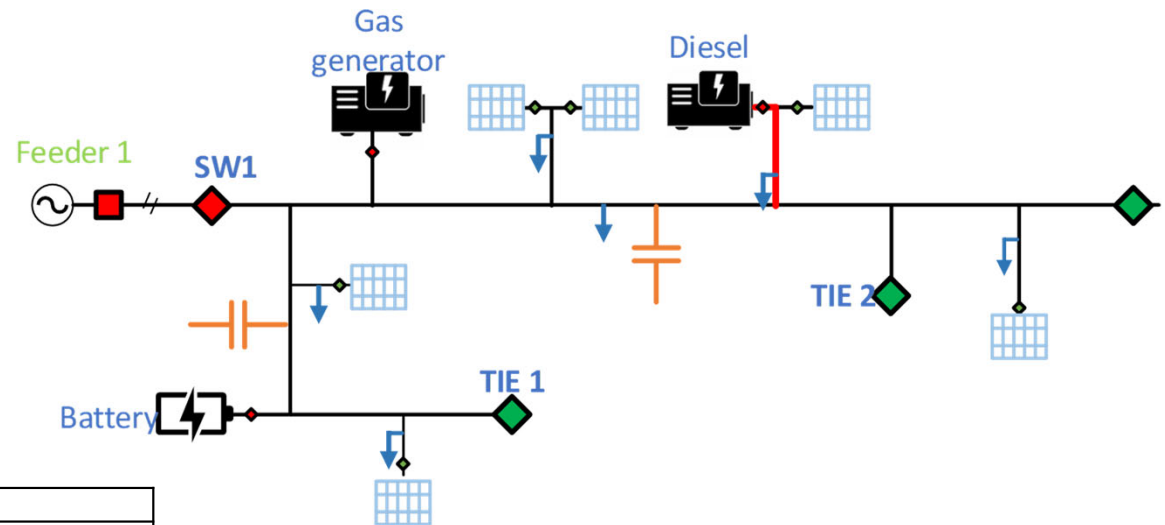 Gas
generator
Diesel
Feeder 1
SW1
TIE 2
TIE 1
Battery